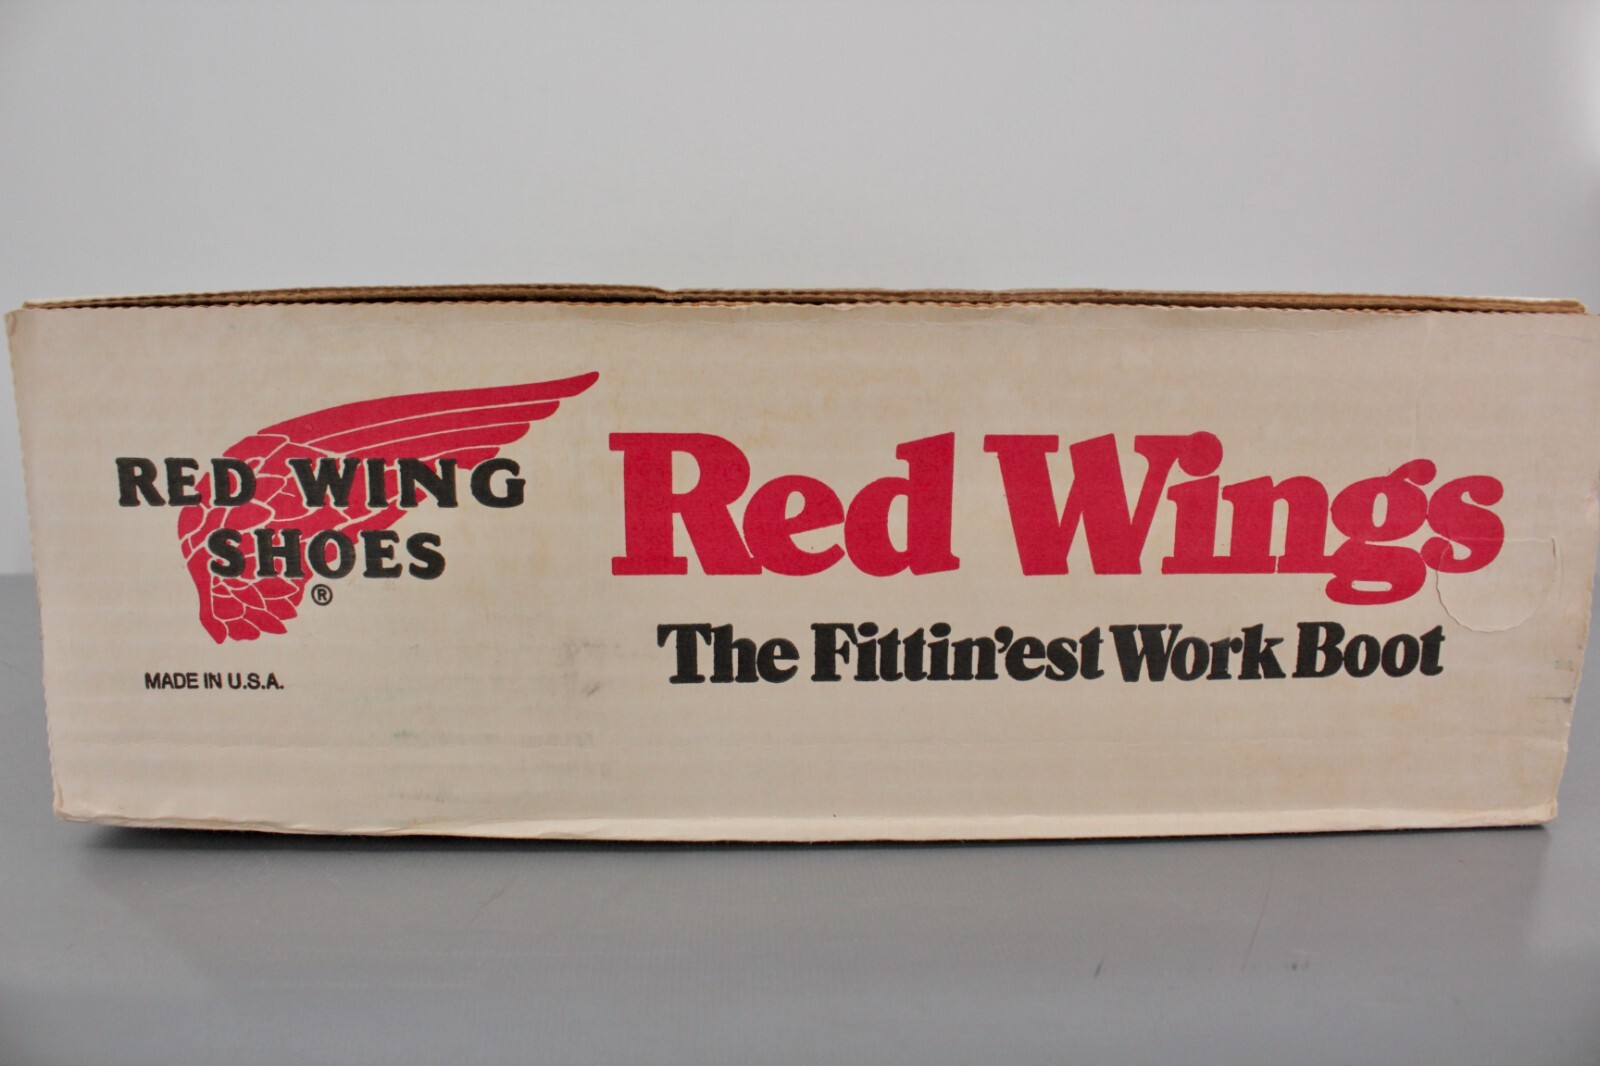 RED WING
SHOES
®
MADE IN U.S.A.
Red Wings
The Fittin'est Work Boot